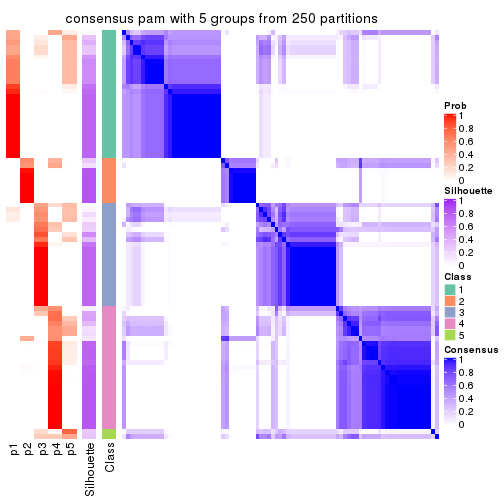 consensus pam with 5 groups from 250 partitions
Prob
1
0.8
0.6
0.4
0.2
0
Silhouette
1
0.8
0.6
0.4
0.2
0
Class
1
2
3
4
5
Consensus
1
0.8
0.6
0.4
0.2
0
p1
p2
p3
p4
p5
Silhouette
Class